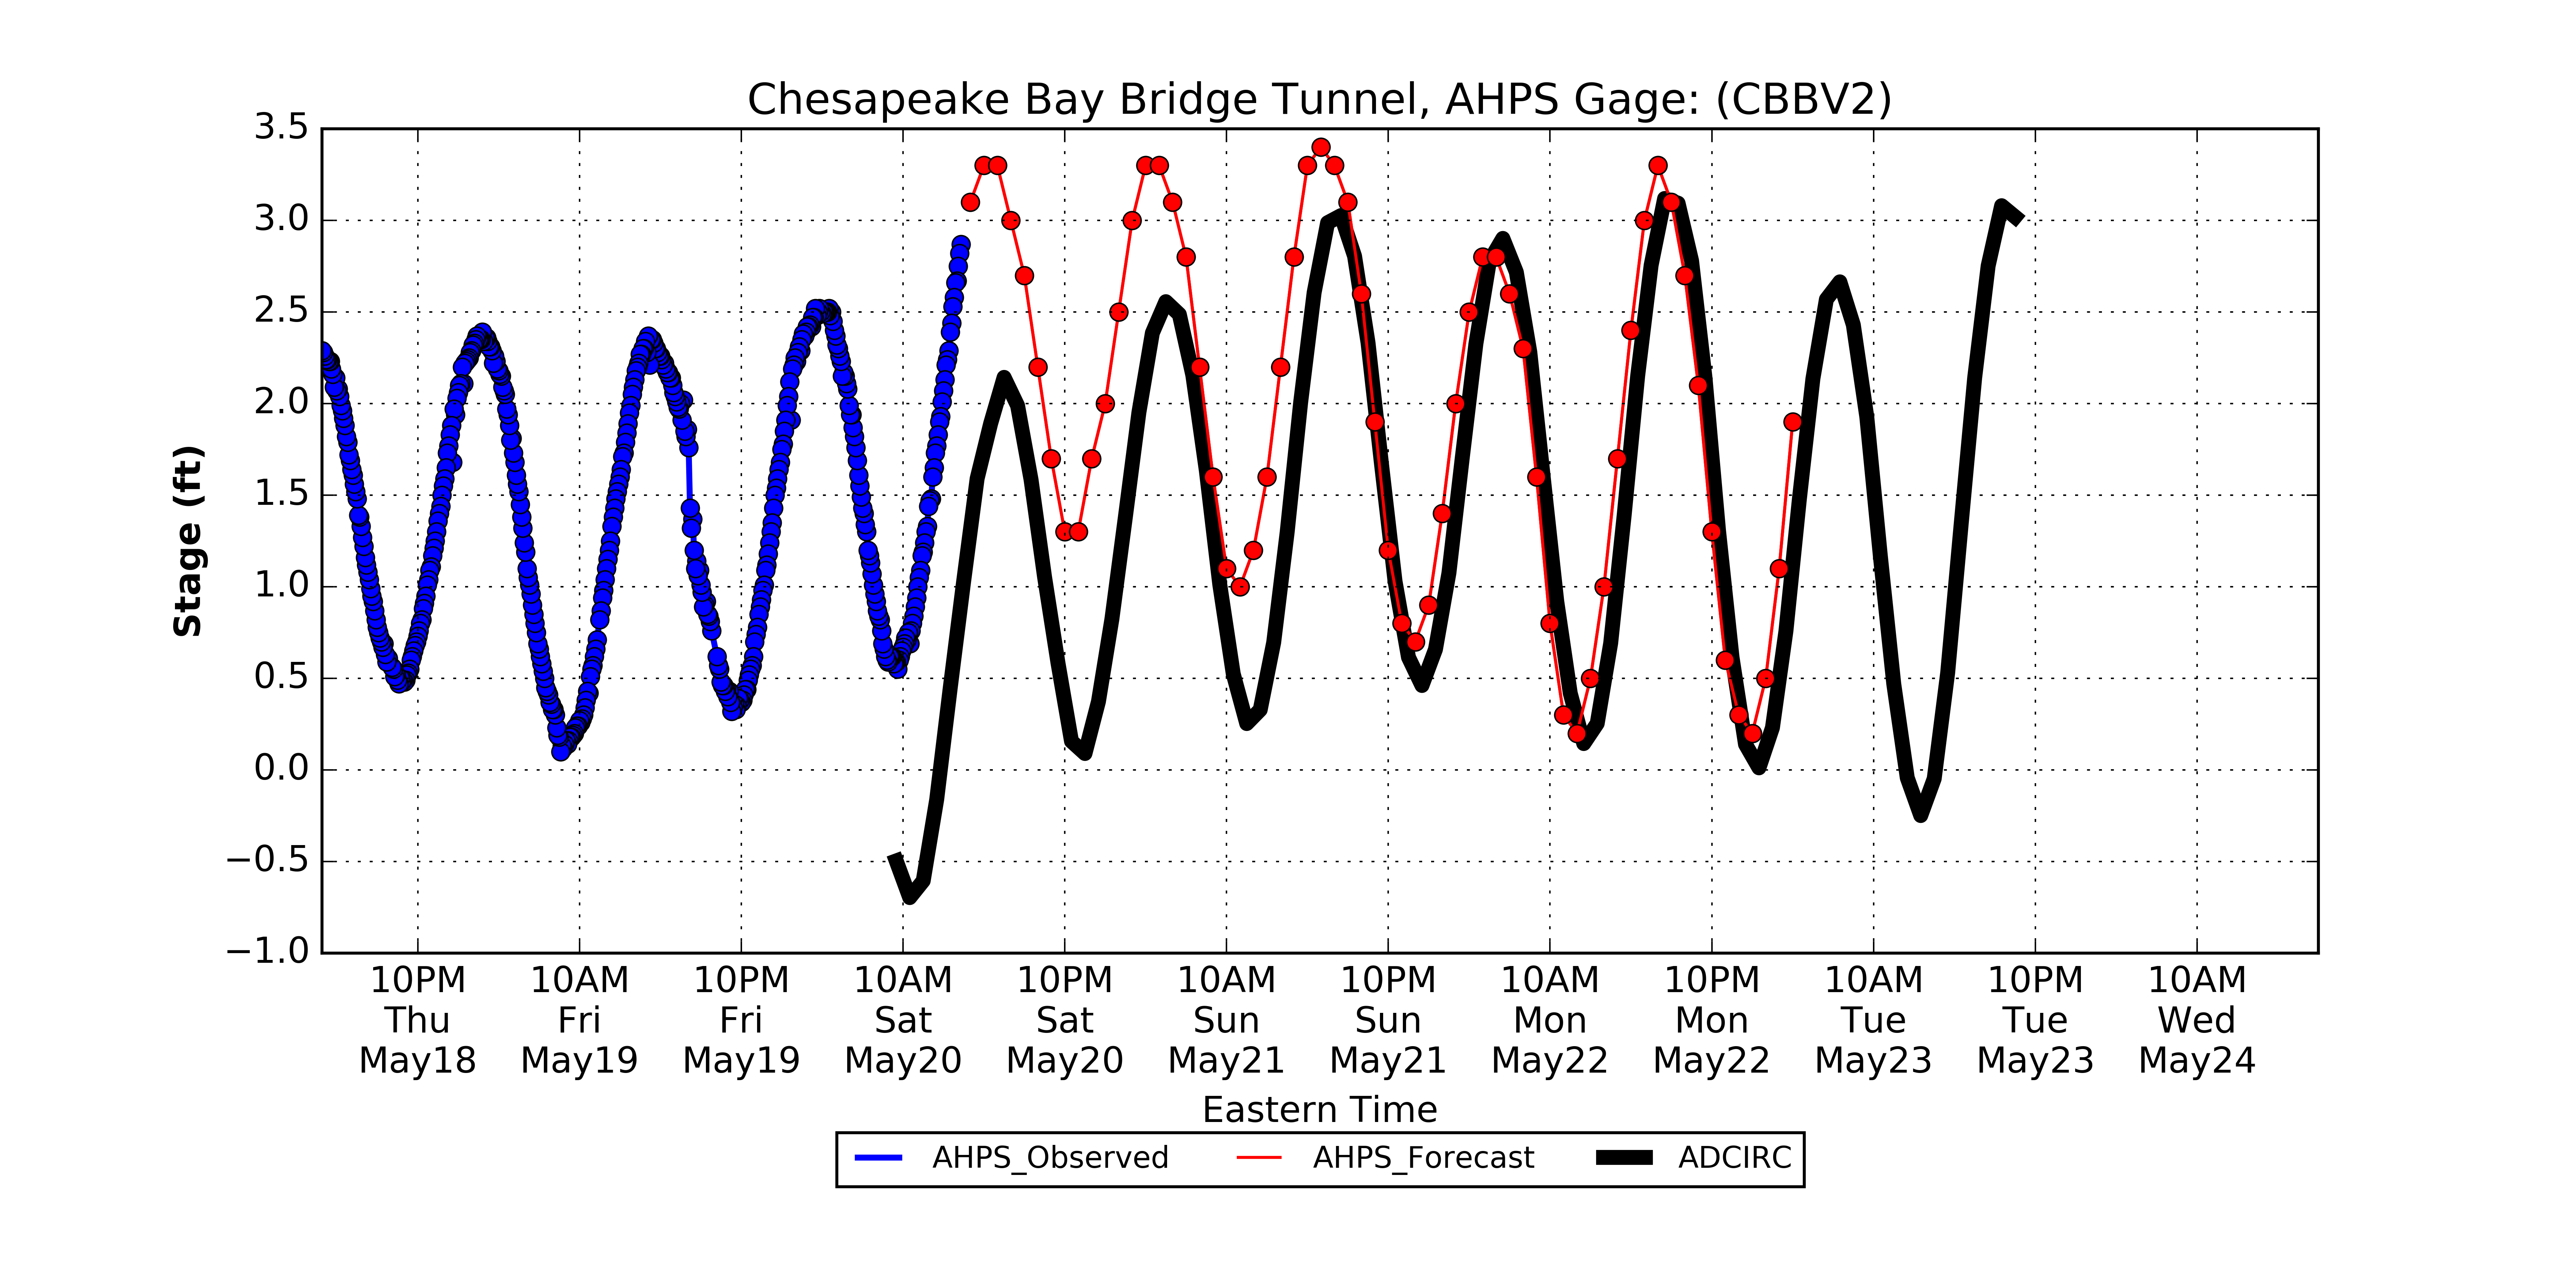 Chesapeake Bay Bridge Tunnel, AHPS Gage: (CBBV2)
3.5
3.0
2.5
2.0
1.5
1.0
0.5
0.0
−0.5
−1.0
Stage (ft)
10PM 10AM 10PM 10AM 10PM 10AM 10PM 10AM 10PM 10AM 10PM 10AM
Thu Fri Fri Sat Sat Sun Sun Mon Mon Tue Tue Wed
May18 May19 May19 May20 May20 May21 May21 May22 May22 May23 May23 May24
Eastern Time
AHPS_Observed AHPS_Forecast ADCIRC